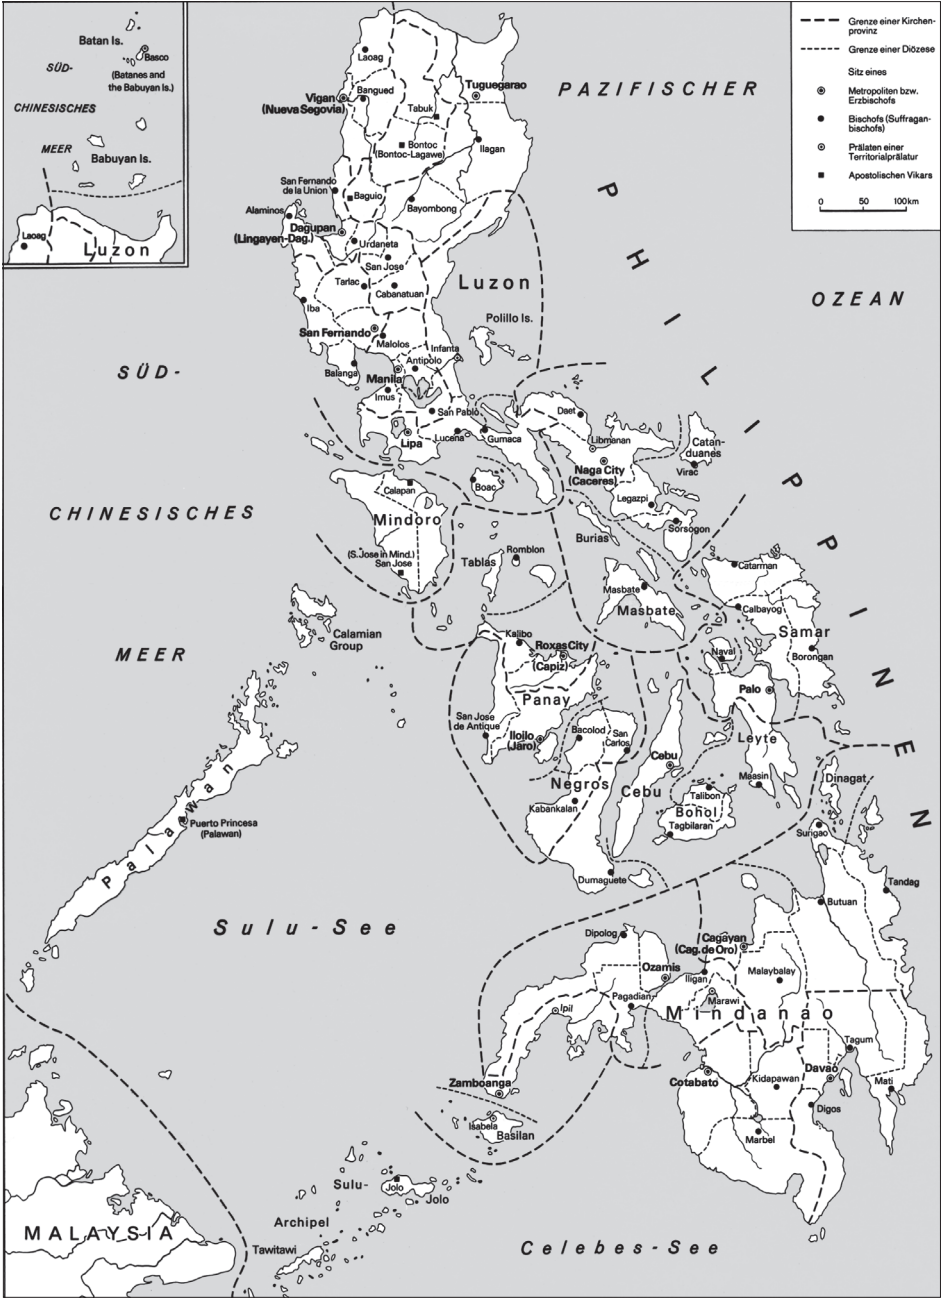 Batan Is.
Basco
(Batanes and
the Babuyan Is.)
SÜD-
CHINESISCHES
MEER
Babuyan Is.
Laoag
Luzon
Grenze einer Kirchen-
provinz
Grenze einer Diözese
Sitz eines
Metropoliten bzw.
Erzbischofs
Bischofs (Suffragan-
bischofs)
Prälaten einer
Territorialprälatur
Apostolischen Vikars
0 50 100km
PAZIFISCHER
OZEAN
PHILIPPINEN
SÜD-
CHINESISCHES
MEER
Laoag
Vigan
(Nueva Segovia)
Bangued
Tuguegarao
Tabuk
Bontoc
(Bontoc-Lagawe)
Ilagan
San Fernando
de la Union
Baguio
Bayombong
Alaminos
Dagupan
(Lingayen-Dag.)
Urdaneta
San Jose
Tarlac
Cabanatuan
Luzon
Iba
San Fernando
Malolos
Polillo Is.
Infanta
Balanga
Antipolo
Manila
Imus
San Pablo
Lipa
Lucena
Gumaca
Daet
Libmanan
Naga City
(Caceres)
Catan-
duanes
Virac
Legazpi
Sorsogon
Calapan
Boac
Mindoro
(S. Jose in Mind.)
San Jose
Tablas
Romblon
Burias
Masbate
Masbate
Catarman
Calbayog
Samar
Borongan
Calamian
Group
Kalibo
Roxas City
(Capiz)
Panay
Naval
Palo
San Jose
de Antique
Iloilo
(Jaro)
Bacolod
San
Carlos
Cebu
Leyte
Negros
Cebu
Kabankalan
Talibon
Bohol
Tagbilaran
Maasin
Dinagat
Surigao
Palawan
Puerto Princesa
(Palawan)
Dumaguete
Tandag
Butuan
Sulu-See
Dipolog
Cagayan
(Cag. de Oro)
Ozamis
Iligan
Malaybalay
Pagadian
Marawi
Ipil
Mindanao
Tagum
Zamboanga
Cotabato
Kidapawan
Davao
Mati
Digos
Isabela
Basilan
Marbel
Sulu-
Jolo
Jolo
Archipel
Tawitawi
MALAYSIA
Celebes-See